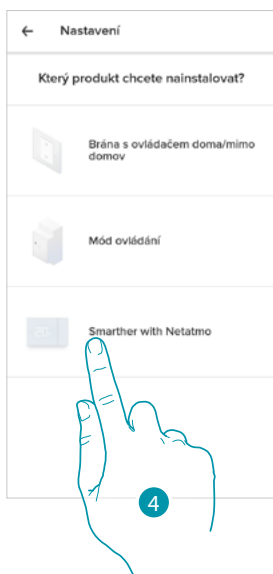 ← Nastavení
Který produkt chcete nainstalovat?
Brána s ovládačem doma/mimo
domov
Mód ovládání
Smarther with Netatmo
4